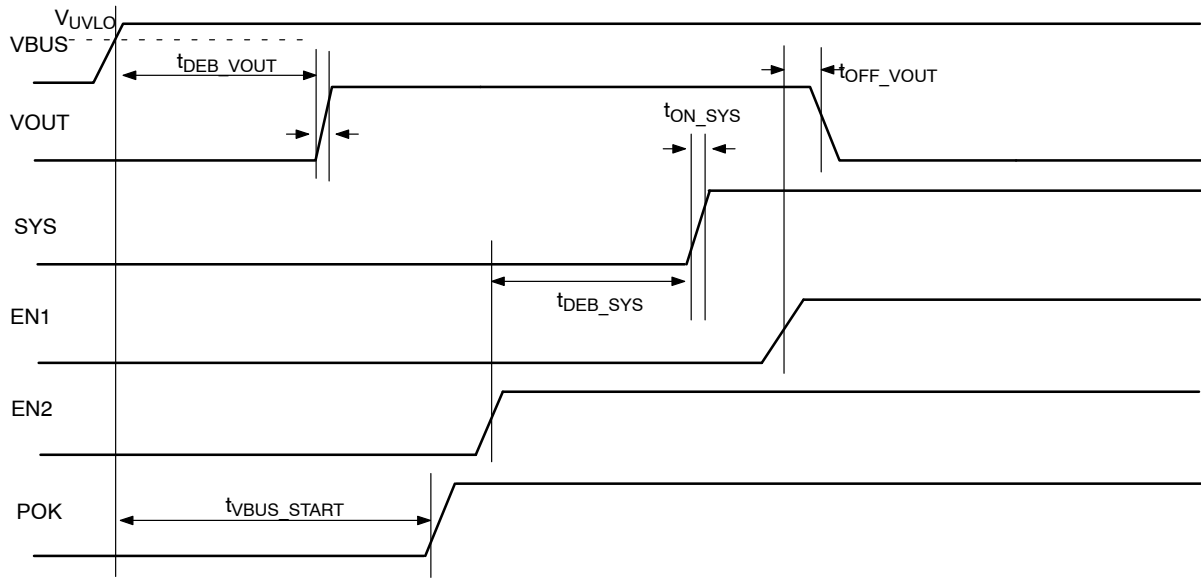 VUVLO
VBUS
tDEB_VOUT
tOFF_VOUT
VOUT
tON_SYS
SYS
tDEB_SYS
EN1
EN2
tVBUS_START
POK